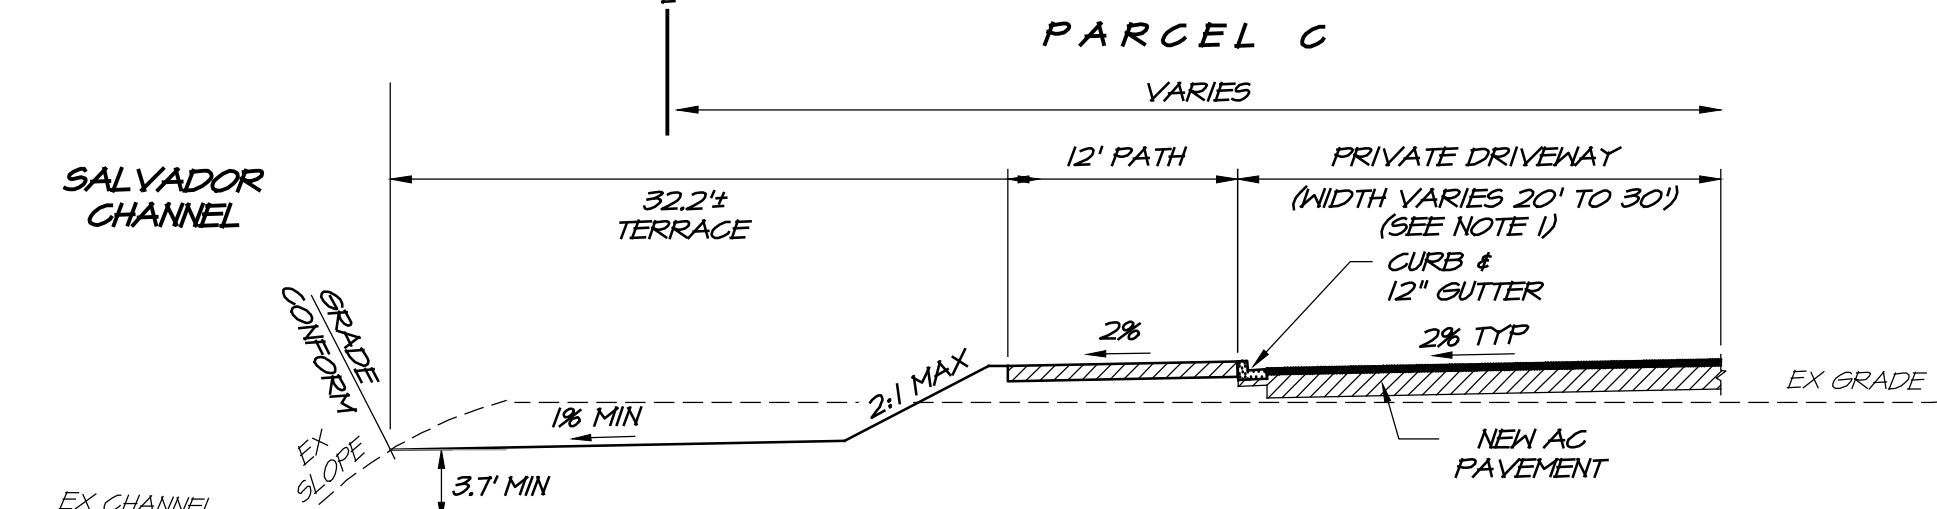 PARCEL C
VARIES
12' PATH
PRIVATE DRIVEWAY
SALVADOR
CHANNEL
32.2'±
TERRACE
(WIDTH VARIES 20' TO 30')
(SEE NOTE 1)
CURB &
12" GUTTER
GRADE
CONFORM
2%
2% TYP
2:1 MAX
EX GRADE
1% MIN
EX
SLOPE
NEW AC
PAVEMENT
3.7' MIN
EX CHANNEL